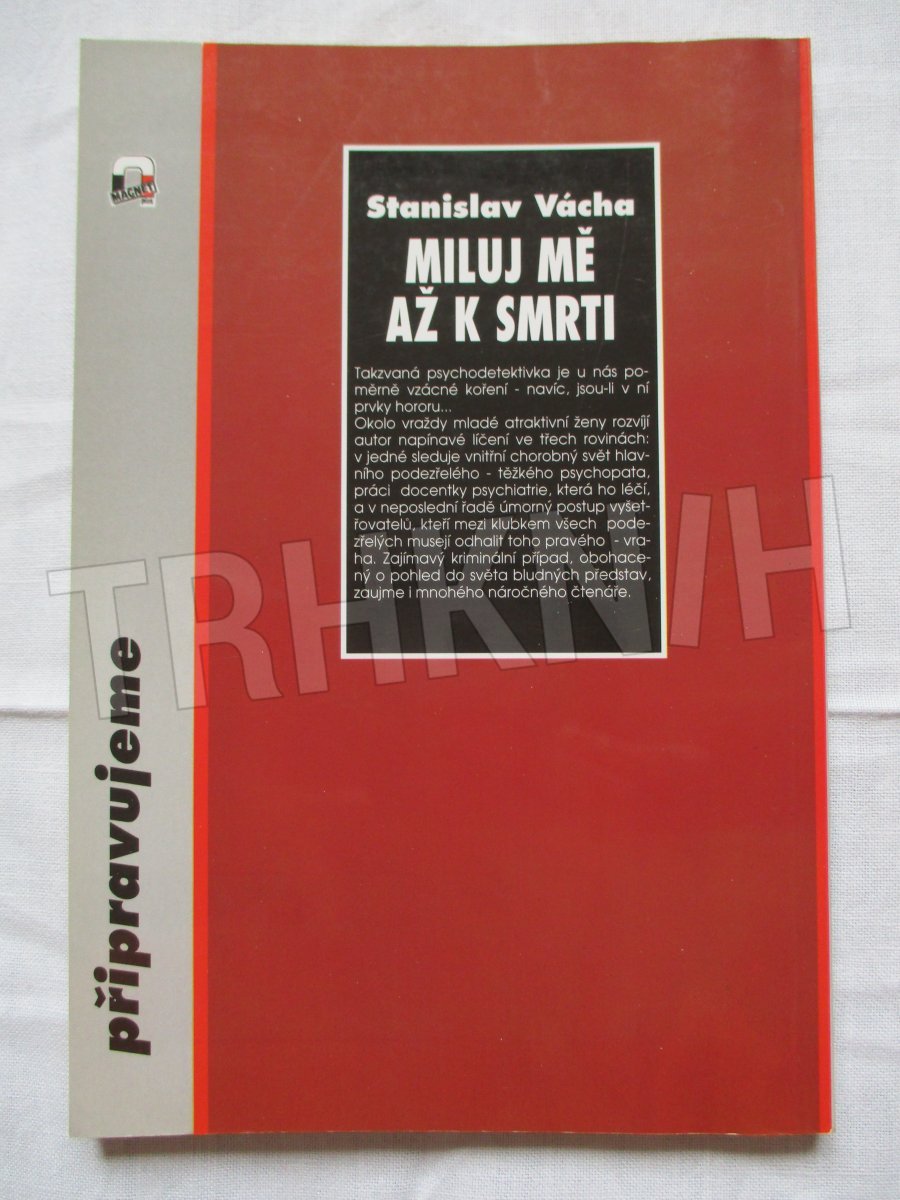 MAGNET
Stanislav Vácha
MILUJ MĚ
AŽ K SMRTI
Takzvaná psychodetektivka je u nás po-
měrně vzácné koření - navíc, jsou-li v ní
prvky hororu...
Okolo vraždy mladé atraktivní ženy rozvíjí
autor napínavé líčení ve třech rovinách:
v jedné sleduje vnitřní chorobný svět hlav-
ního podezřelého - těžkého psychopata,
práci docentky psychiatrie, která ho léčí,
a v neposlední řadě úmorný postup vyšet-
řovatelů, kteří mezi klubkem všech pode-
zřelých musejí odhalit toho pravého - vra-
ha. Zajímavý kriminální případ, obohace-
ný o pohled do světa bludných představ,
zaujme i mnohého náročného čtenáře.
připravujeme
TRHKNIH